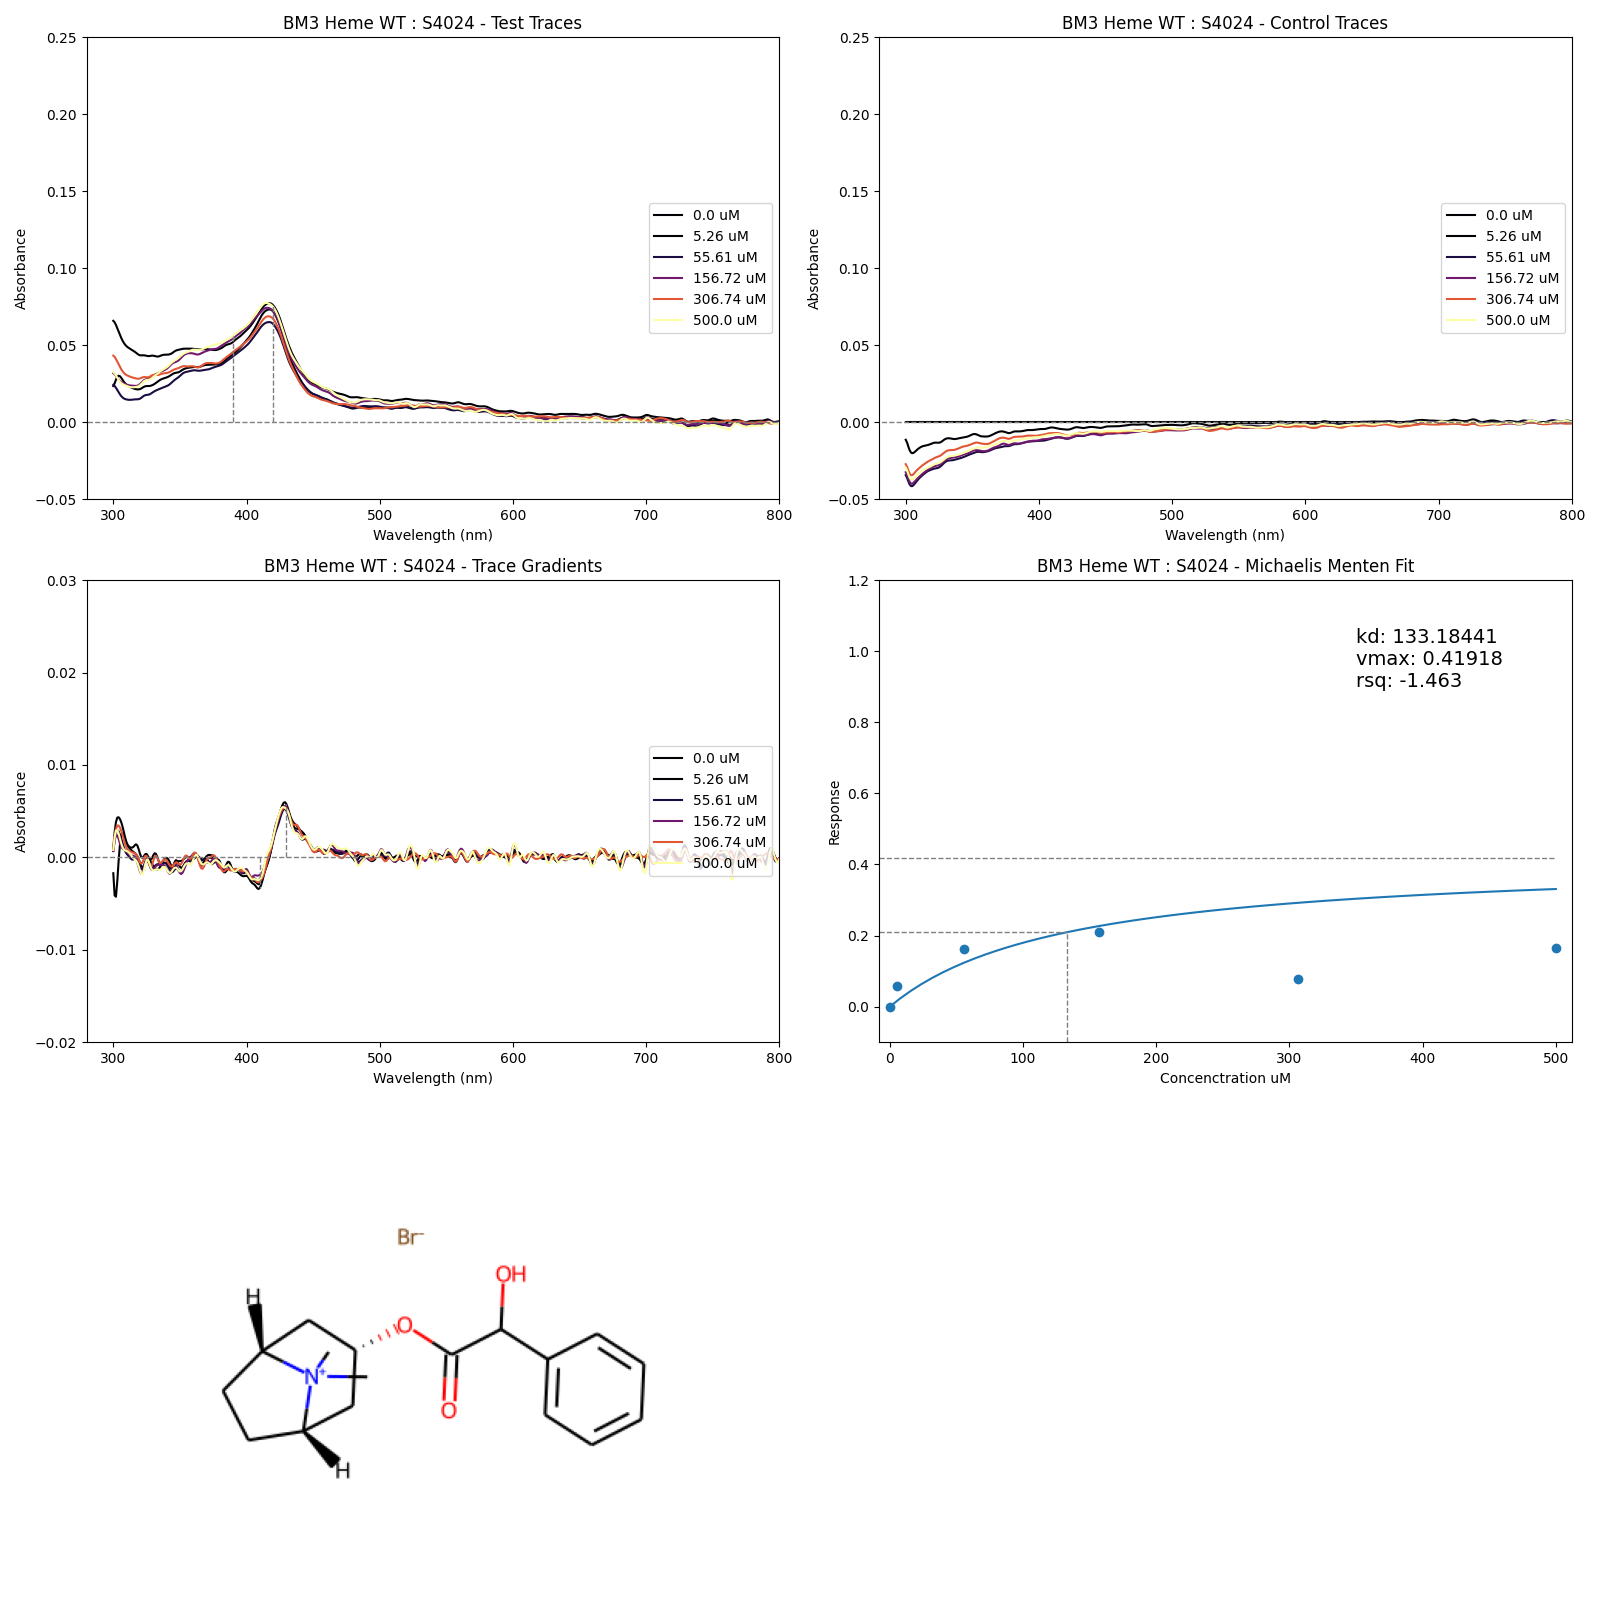 BM3 Heme WT : S4024 - Test Traces
Absorbance
0.25
0.20
0.15
0.10
0.05
0.00
−0.05
300
400
500
600
700
800
Wavelength (nm)
0.0 uM
5.26 uM
55.61 uM
156.72 uM
306.74 uM
500.0 uM
BM3 Heme WT : S4024 - Control Traces
Absorbance
0.25
0.20
0.15
0.10
0.05
0.00
−0.05
300
400
500
600
700
800
Wavelength (nm)
0.0 uM
5.26 uM
55.61 uM
156.72 uM
306.74 uM
500.0 uM
BM3 Heme WT : S4024 - Trace Gradients
Absorbance
0.03
0.02
0.01
0.00
−0.01
−0.02
300
400
500
600
700
800
Wavelength (nm)
0.0 uM
5.26 uM
55.61 uM
156.72 uM
306.74 uM
500.0 uM
BM3 Heme WT : S4024 - Michaelis Menten Fit
Response
1.2
1.0
0.8
0.6
0.4
0.2
0.0
0
100
200
300
400
500
Concenctration uM
kd: 133.18441
vmax: 0.41918
rsq: -1.463
Br⁻
OH
H
O
N⁺
O
H